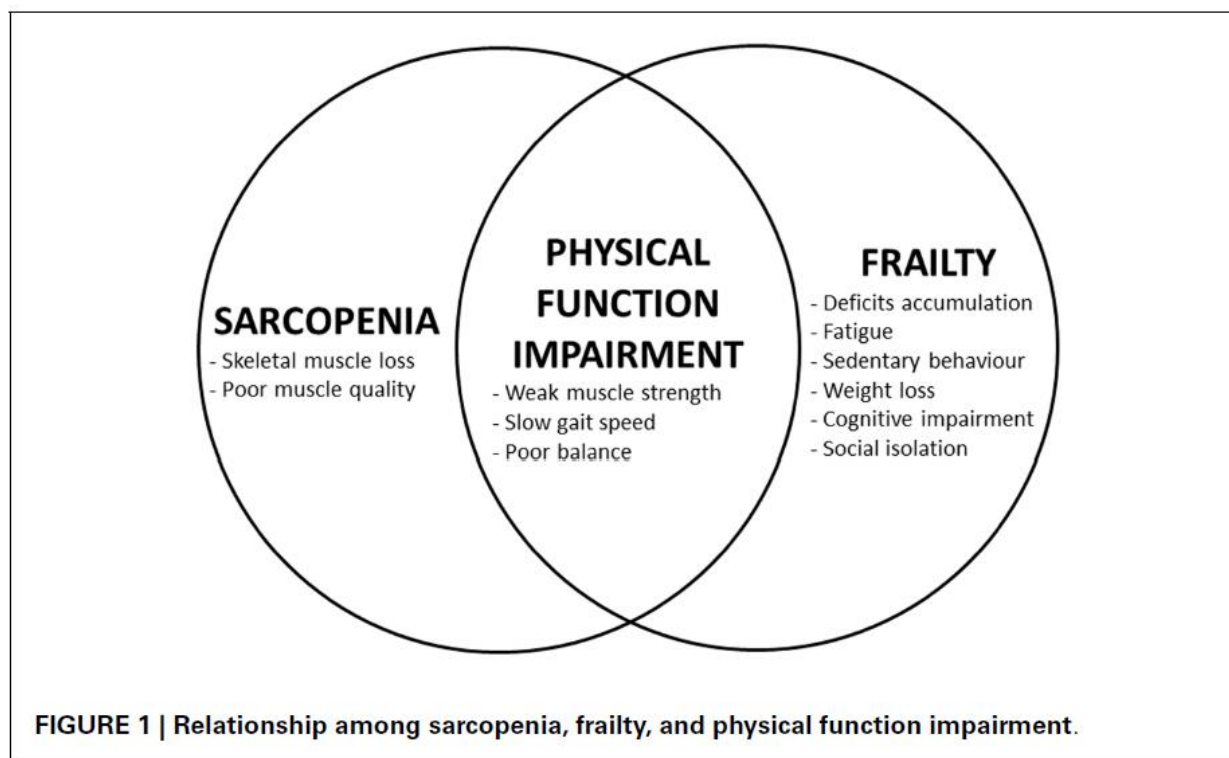 SARCOPENIA
- Skeletal muscle loss
- Poor muscle quality
PHYSICAL
FUNCTION
IMPAIRMENT
- Weak muscle strength
- Slow gait speed
- Poor balance
FRAILTY
- Deficits accumulation
- Fatigue
- Sedentary behaviour
- Weight loss
- Cognitive impairment
- Social isolation
FIGURE 1 | Relationship among sarcopenia, frailty, and physical function impairment.